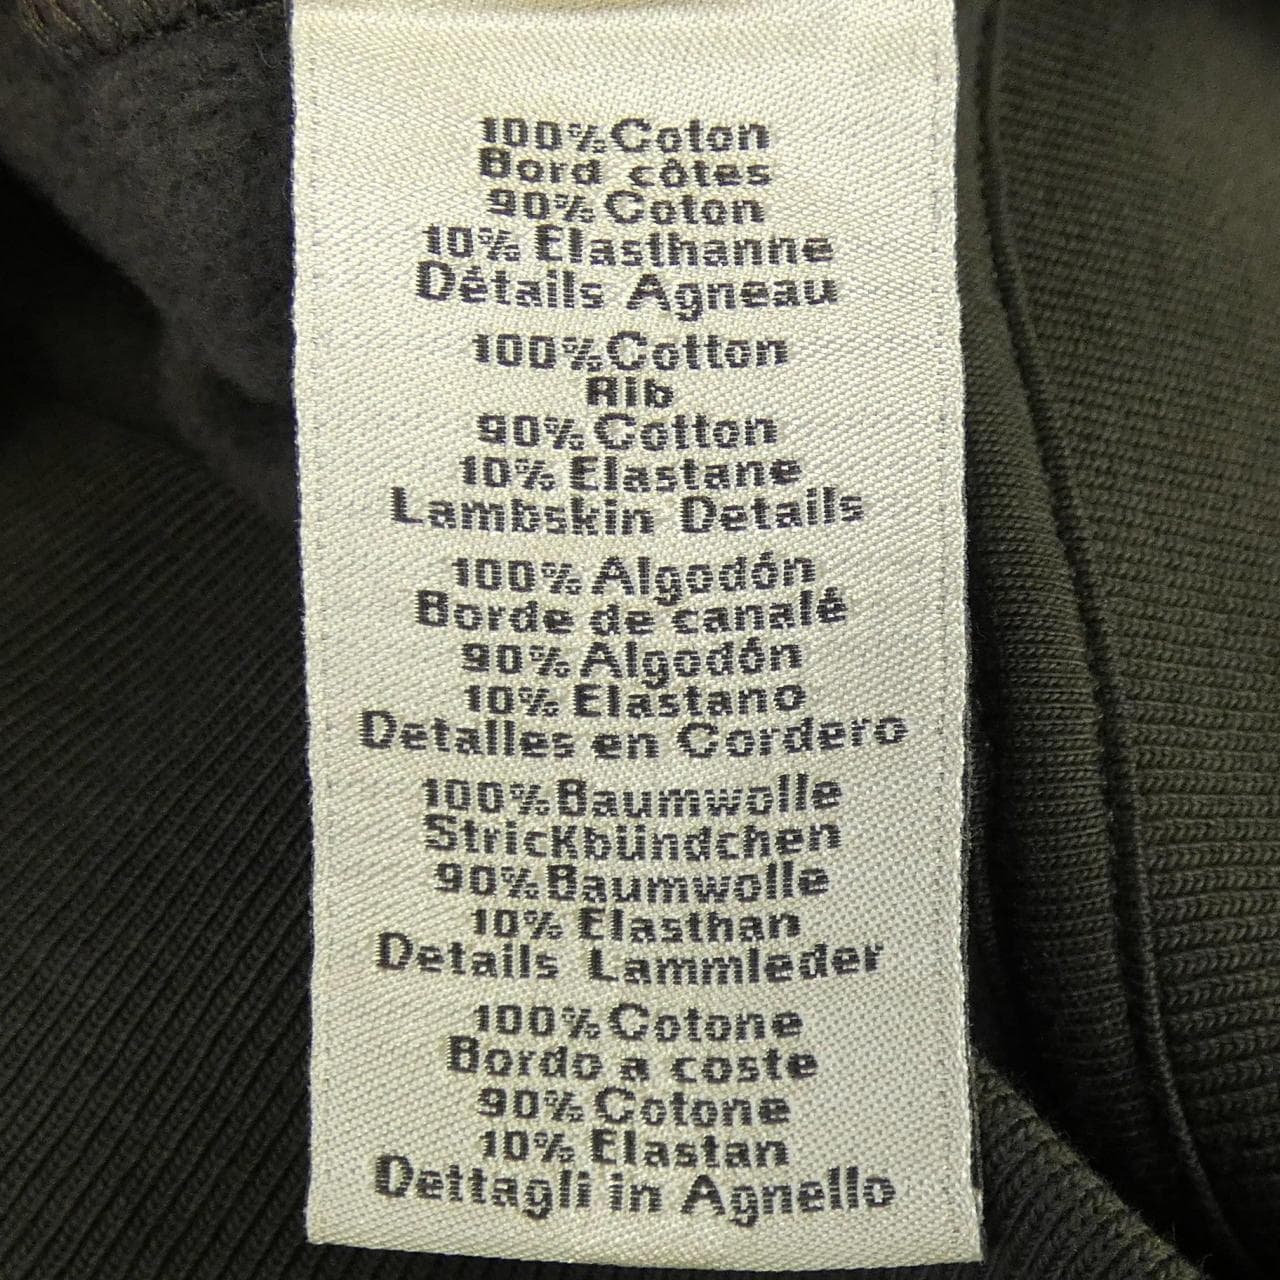 100% Coton
Bord côtes
90% Coton
10% Elasthanne
Détails Agneau
100% Cotton
Rib
90% Cotton
10% Elastane
Lambskin Details
100% Algodón
Borde de canalé
90% Algodón
10% Elastano
Detalles en Cordero
100% Baumwolle
Strickbündchen
90% Baumwolle
10% Elasthan
Details Lammleder
100% Cotone
Bordo a coste
90% Cotone
10% Elastan
Dettagli in Agnello